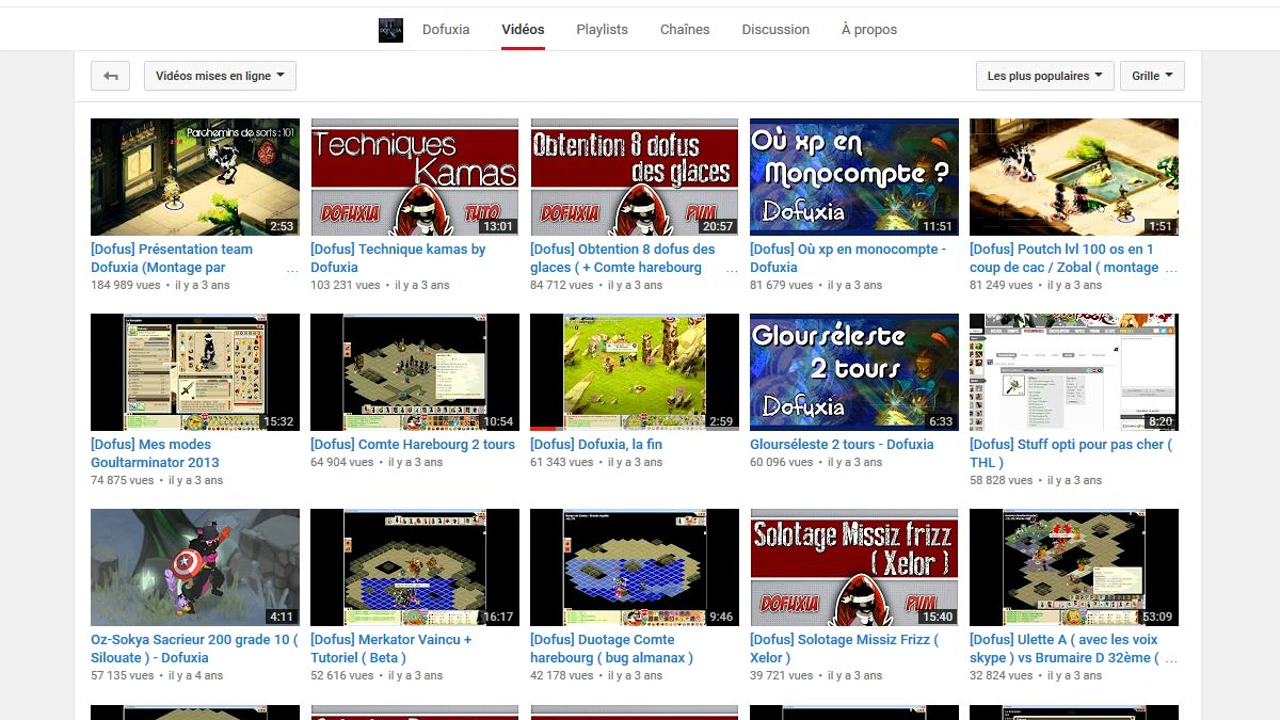 Dofuxia Vidéos Playlists Chaînes Discussion À propos
Vidéos mises en ligne Les plus populaires Grille
Parchemins de sorts : 101
2:53
Techniques
Kamas
DOFUXIA TUTO
13:01
Obtention 8 dofus
des glaces
DOFUXIA PVM
20:57
Où xp en
Monocompte ?
Dofuxia
11:51
1:51
[Dofus] Présentation team
Dofuxia (Montage par ...
184 989 vues • il y a 3 ans
[Dofus] Technique kamas by
Dofuxia
103 231 vues • il y a 3 ans
[Dofus] Obtention 8 dofus des
glaces ( + Comte harebourg ...
84 712 vues • il y a 3 ans
[Dofus] Où xp en monocompte -
Dofuxia
81 679 vues • il y a 3 ans
[Dofus] Poutch lvl 100 os en 1
coup de cac / Zobal ( montage ...
81 249 vues • il y a 3 ans
15:32
10:54
2:59
Glourséleste
2 tours
Dofuxia
6:33
8:20
[Dofus] Mes modes
Goultarminator 2013
74 875 vues • il y a 3 ans
[Dofus] Comte Harebourg 2 tours
64 904 vues • il y a 3 ans
[Dofus] Dofuxia, la fin
61 343 vues • il y a 3 ans
Glourséleste 2 tours - Dofuxia
60 096 vues • il y a 3 ans
[Dofus] Stuff opti pour pas cher (
THL )
58 828 vues • il y a 3 ans
4:11
16:17
9:46
Solotage Missiz frizz
( Xelor )
DOFUXIA PVM
15:40
53:09
Oz-Sokya Sacrieur 200 grade 10 (
Silouate ) - Dofuxia
57 135 vues • il y a 4 ans
[Dofus] Merkator Vaincu +
Tutoriel ( Beta )
52 616 vues • il y a 3 ans
[Dofus] Duotage Comte
harebourg ( bug almanax )
42 178 vues • il y a 3 ans
[Dofus] Solotage Missiz Frizz (
Xelor )
39 721 vues • il y a 3 ans
[Dofus] Ulette A ( avec les voix
skype ) vs Brumaire D 32ème ( ...
32 824 vues • il y a 3 ans